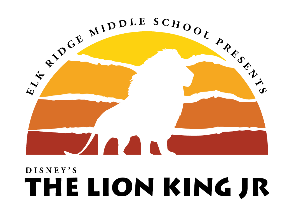 ELK RIDGE MIDDLE SCHOOL PRESENTS
DISNEY'S
THE LION KING JR